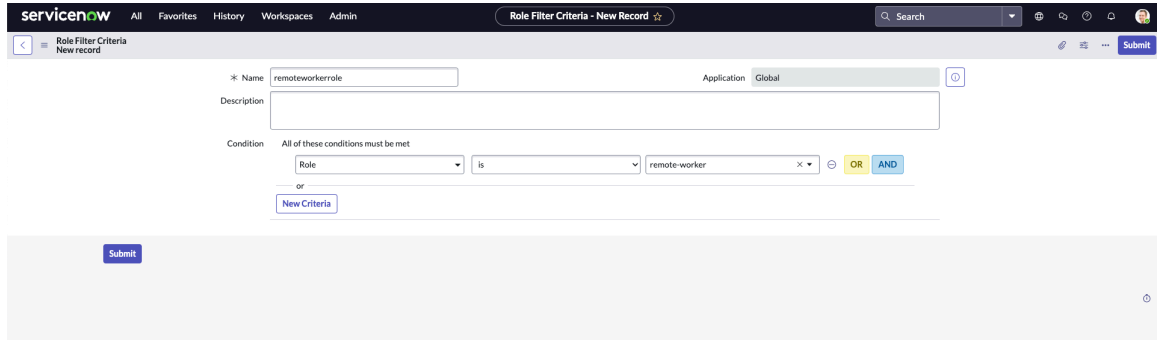 servicenow All Favorites History Workspaces Admin Role Filter Criteria - New Record Search
Role Filter Criteria
New record
Submit
Name remoteworkerrole Application Global
Description
Condition All of these conditions must be met
Role is remote-worker OR AND
or
New Criteria
Submit